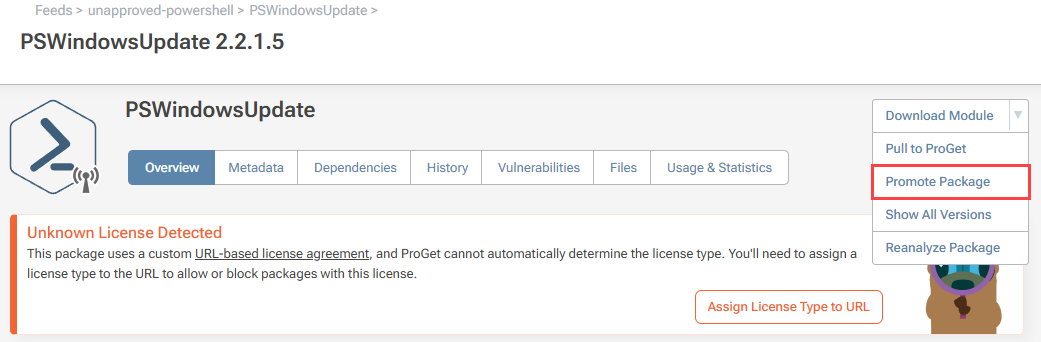 Feeds > unapproved-powershell > PSWindowsUpdate >
PSWindowsUpdate 2.2.1.5
PSWindowsUpdate
Download Module
Pull to ProGet
Promote Package
Show All Versions
Reanalyze Package
Overview
Metadata
Dependencies
History
Vulnerabilities
Files
Usage & Statistics
Unknown License Detected
This package uses a custom URL-based license agreement, and ProGet cannot automatically determine the license type. You'll need to assign a
license type to the URL to allow or block packages with this license.
Assign License Type to URL